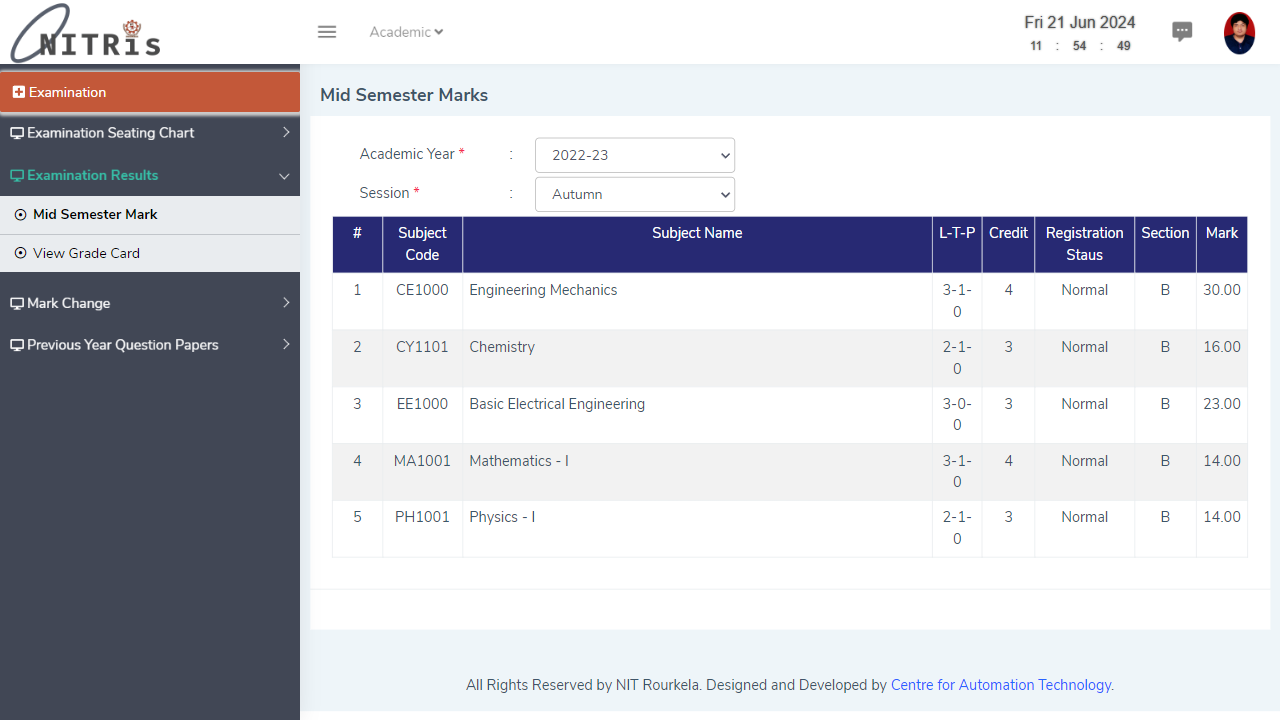 NITRIS
Academic
Fri 21 Jun 2024
11 : 54 : 49
Examination
Examination Seating Chart
Examination Results
Mid Semester Mark
View Grade Card
Mark Change
Previous Year Question Papers
Mid Semester Marks
Academic Year * : 2022-23
Session * : Autumn
# Subject Code Subject Name L-T-P Credit Registration Staus Section Mark
1 CE1000 Engineering Mechanics 3-1-0 4 Normal B 30.00
2 CY1101 Chemistry 2-1-0 3 Normal B 16.00
3 EE1000 Basic Electrical Engineering 3-0-0 3 Normal B 23.00
4 MA1001 Mathematics - I 3-1-0 4 Normal B 14.00
5 PH1001 Physics - I 2-1-0 3 Normal B 14.00
All Rights Reserved by NIT Rourkela. Designed and Developed by Centre for Automation Technology.